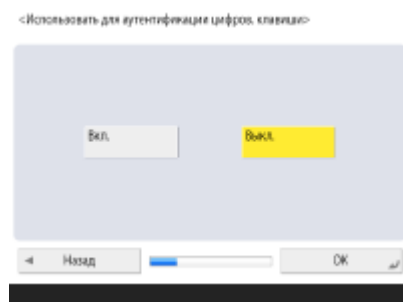 <Использовать для аутентификации цифров. клавиши>
Вкл.
Выкл.
Назад
OK